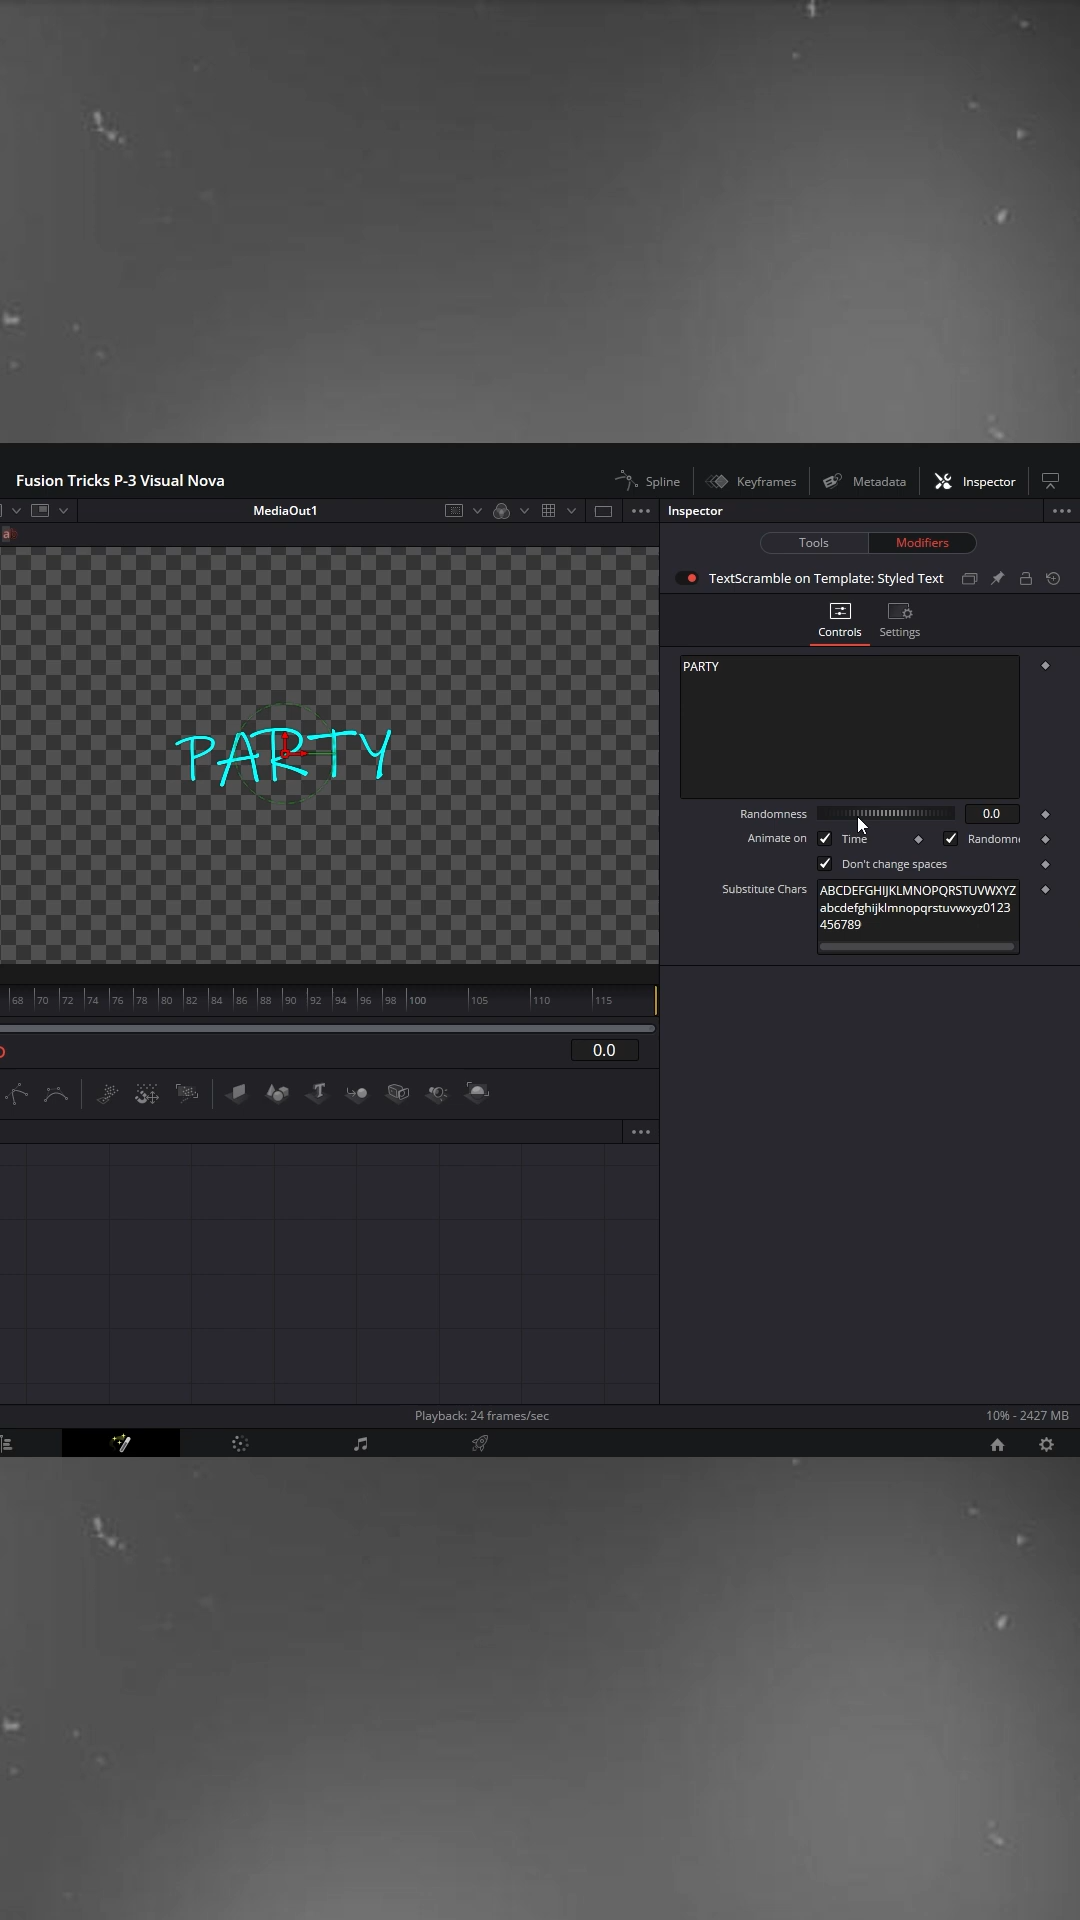 Fusion Tricks P-3 Visual Nova
Spline
Keyframes
Metadata
Inspector
MediaOut1
Inspector
Tools
Modifiers
TextScramble on Template: Styled Text
Controls
Settings
PARTY
PARTY
Randomness
0.0
Animate on
Time
Randomne
Don't change spaces
Substitute Chars
ABCDEFGHIJKLMNOPQRSTUVWXYZ
abcdefghijklmnopqrstuvwxyz0123
456789
68 70 72 74 76 78 80 82 84 86 88 90 92 94 96 98 100 105 110 115
0.0
Playback: 24 frames/sec
10% - 2427 MB